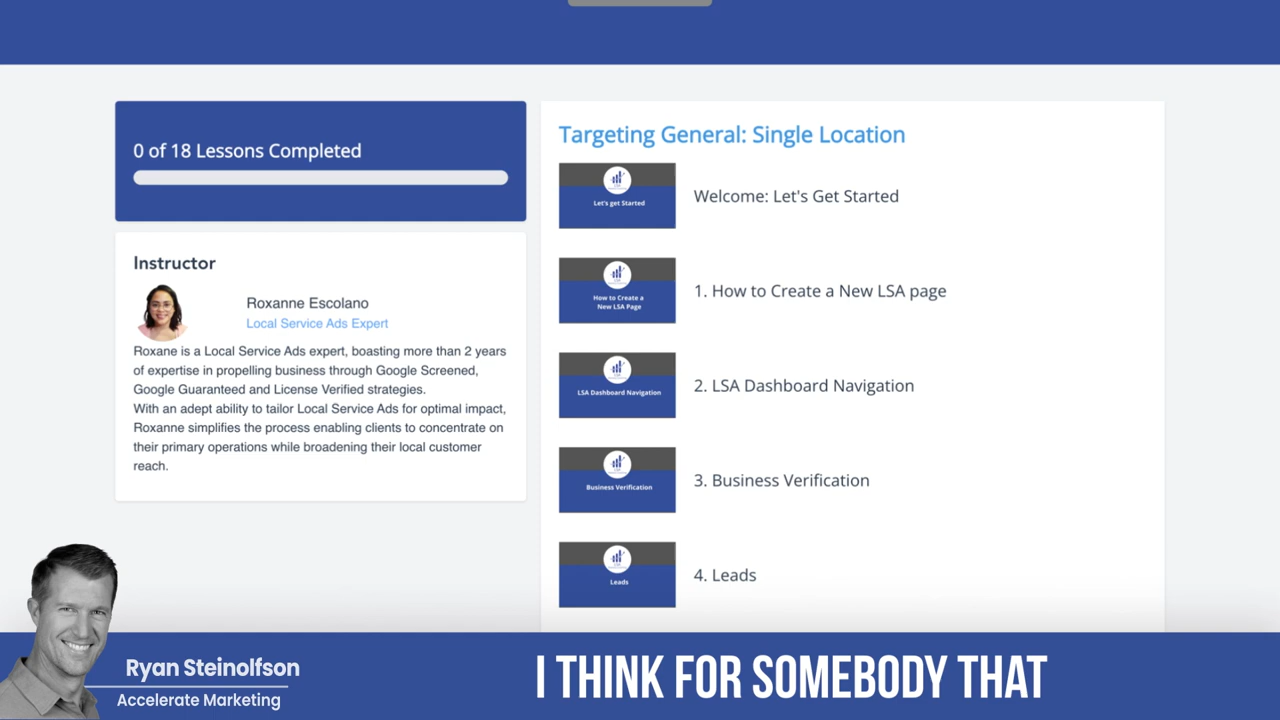 0 of 18 Lessons Completed
Instructor
Roxanne Escolano
Local Service Ads Expert
Roxane is a Local Service Ads expert, boasting more than 2 years
of expertise in propelling business through Google Screened,
Google Guaranteed and License Verified strategies.
With an adept ability to tailor Local Service Ads for optimal impact,
Roxanne simplifies the process enabling clients to concentrate on
their primary operations while broadening their local customer
reach.
Targeting General: Single Location
Let's get Started
Welcome: Let's Get Started
How to Create a
New LSA Page
1. How to Create a New LSA page
LSA Dashboard Navigation
2. LSA Dashboard Navigation
Business Verification
3. Business Verification
Leads
4. Leads
Ryan Steinolfson
Accelerate Marketing
I THINK FOR SOMEBODY THAT